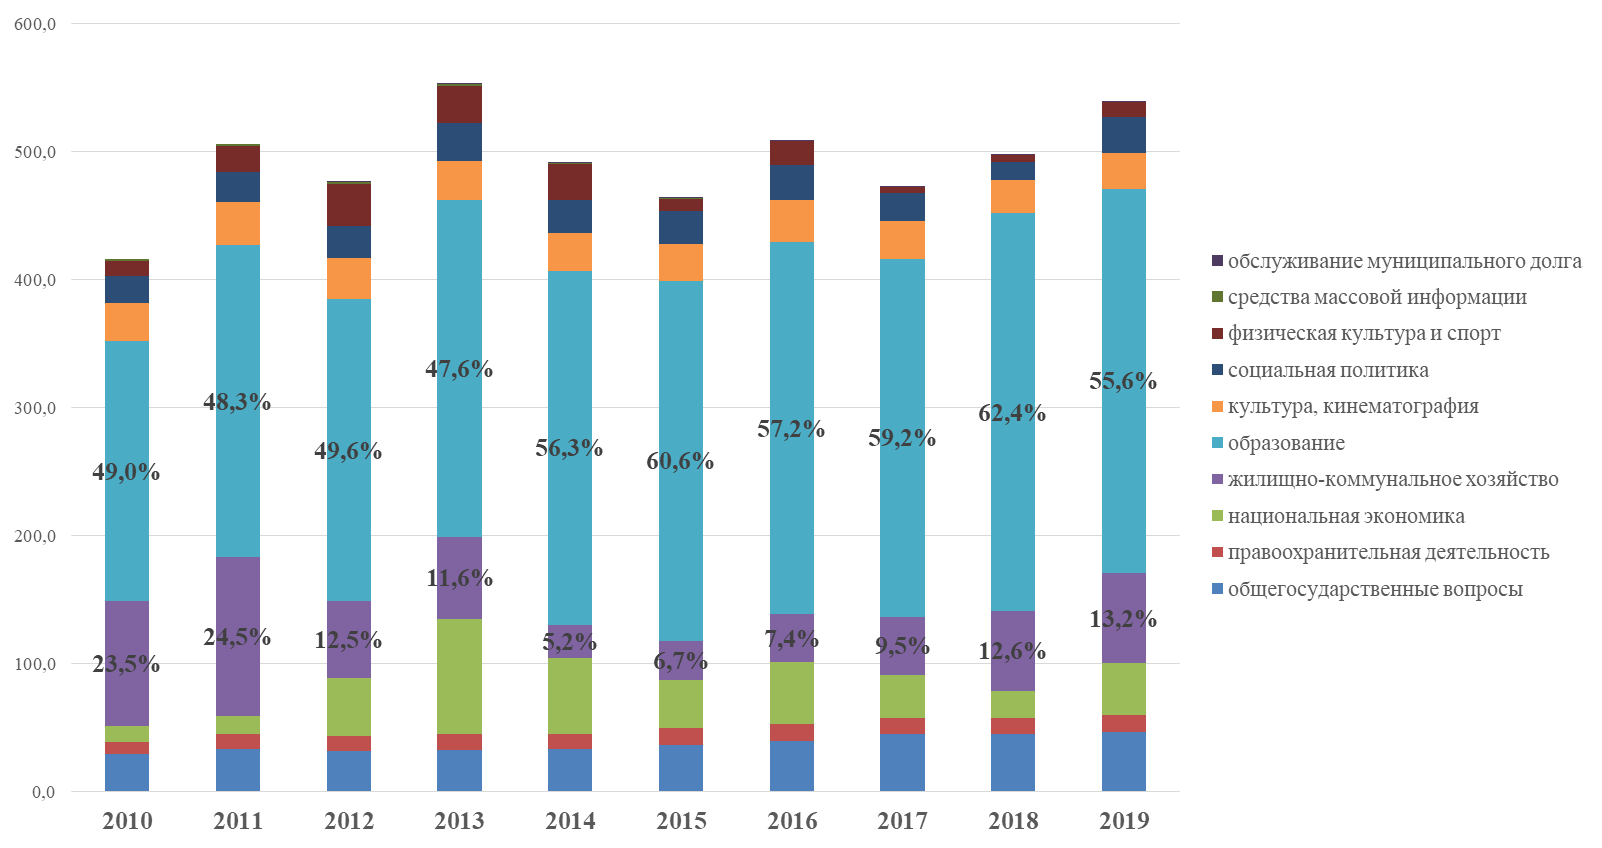 600,0
500,0
400,0
300,0
200,0
100,0
0,0
49,0%
48,3%
49,6%
47,6%
56,3%
60,6%
57,2%
59,2%
62,4%
55,6%
23,5%
24,5%
12,5%
11,6%
5,2%
6,7%
7,4%
9,5%
12,6%
13,2%
2010 2011 2012 2013 2014 2015 2016 2017 2018 2019
обслуживание муниципального долга
средства массовой информации
физическая культура и спорт
социальная политика
культура, кинематография
образование
жилищно-коммунальное хозяйство
национальная экономика
правоохранительная деятельность
общегосударственные вопросы